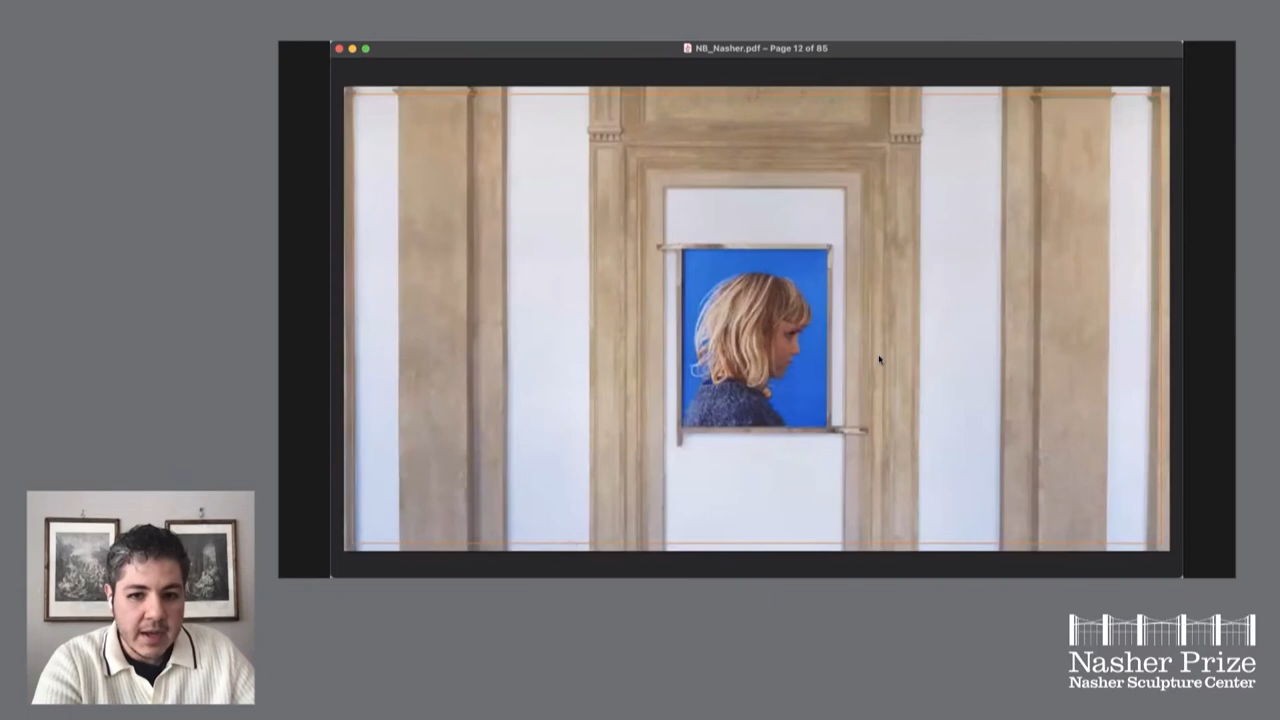 NB_Nasher.pdf – Page 12 of 85
Nasher Prize
Nasher Sculpture Center